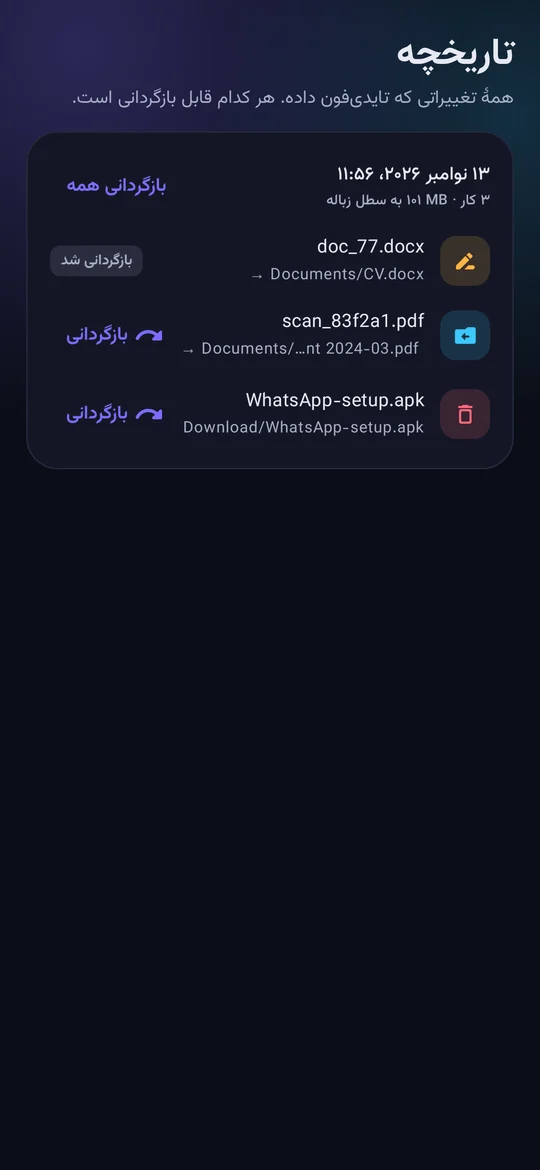 تاریخچه
همهٔ تغییراتی که تایدی‌فون داده. هر کدام قابل بازگردانی است.
۱۳ نوامبر ۲۰۲۶، ۱۱:۵۶
۳ کار · ۱۰۱ MB به سطل زباله
بازگردانی همه
doc_77.docx
→ Documents/CV.docx
بازگردانی شد
scan_83f2a1.pdf
→ Documents/…nt 2024-03.pdf
بازگردانی
WhatsApp-setup.apk
Download/WhatsApp-setup.apk
بازگردانی